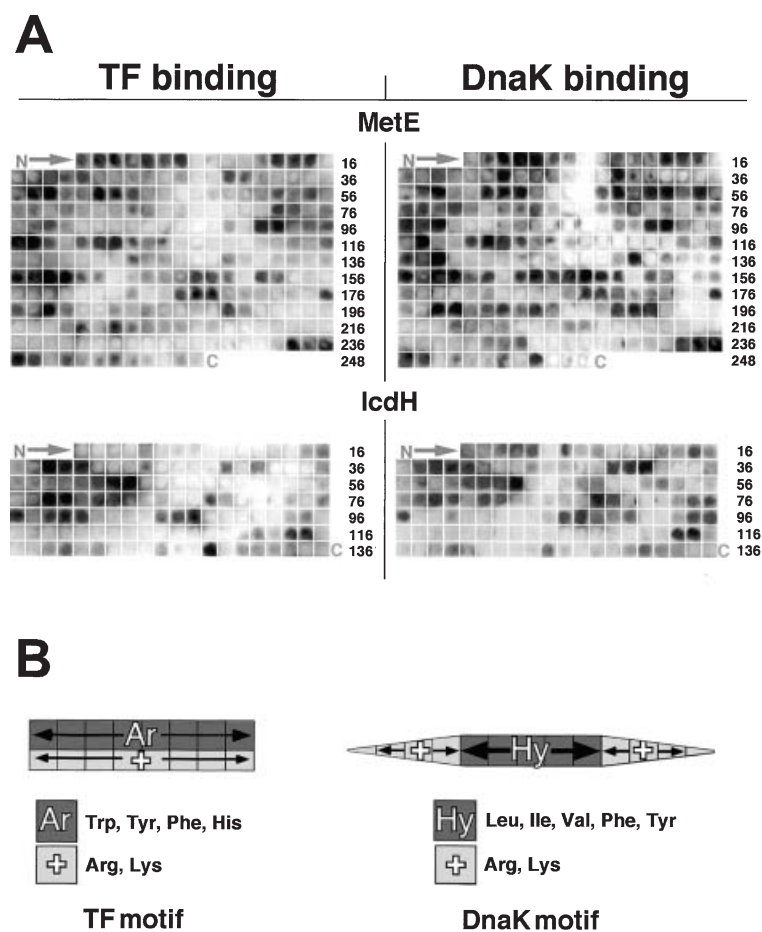 A
TF binding
DnaK binding
MetE
N
16
36
56
76
96
116
136
156
176
196
216
236
C
248
N
16
36
56
76
96
116
136
156
176
196
216
236
C
248
IcdH
N
16
36
56
76
96
116
C
136
N
16
36
56
76
96
116
C
136
B
Ar
+
+ Hy +
Ar Trp, Tyr, Phe, His
+ Arg, Lys
TF motif
Hy Leu, Ile, Val, Phe, Tyr
+ Arg, Lys
DnaK motif